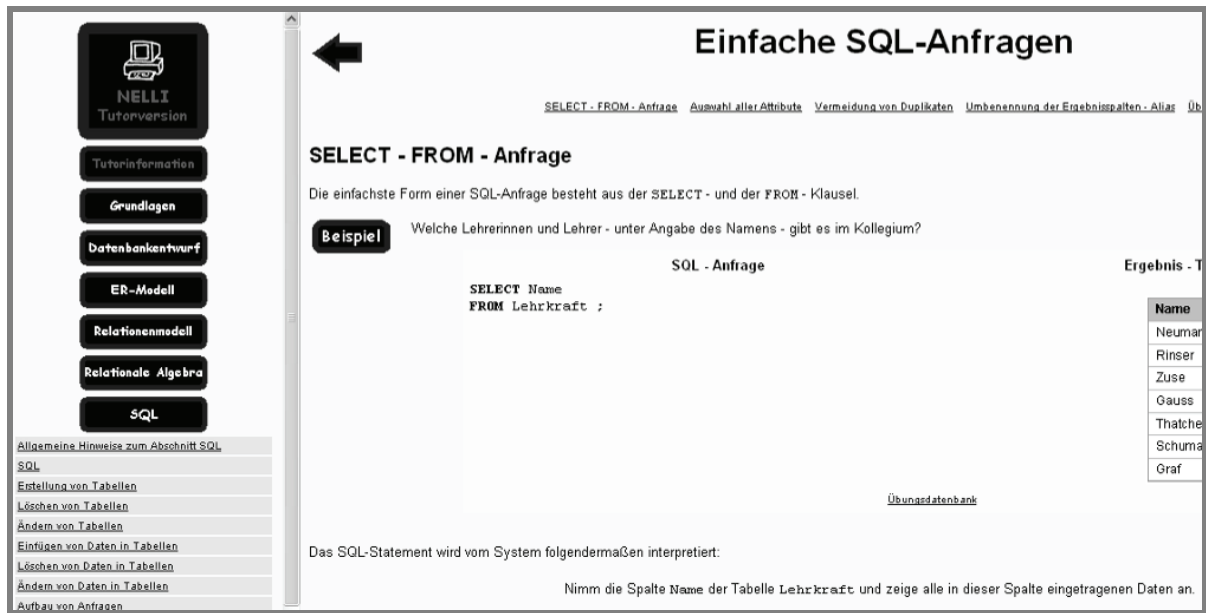 NELLI
Tutorversion
Tutorinformation
Grundlagen
Datenbankentwurf
ER-Modell
Relationenmodell
Relationale Algebra
SQL
Allgemeine Hinweise zum Abschnitt SQL
SQL
Erstellung von Tabellen
Löschen von Tabellen
Ändern von Tabellen
Einfügen von Daten in Tabellen
Löschen von Daten in Tabellen
Ändern von Daten in Tabellen
Aufbau von Anfragen
Einfache SQL-Anfragen
SELECT - FROM - Anfrage Auswahl aller Attribute Vermeidung von Duplikaten Umbenennung der Ergebnisspalten - Alias Üb
SELECT - FROM - Anfrage
Die einfachste Form einer SQL-Anfrage besteht aus der SELECT - und der FROM - Klausel.
Beispiel Welche Lehrerinnen und Lehrer - unter Angabe des Namens - gibt es im Kollegium?
SQL - Anfrage Ergebnis - T
SELECT Name
FROM Lehrkraft ;
Name
Neumar
Rinser
Zuse
Gauss
Thatche
Schuma
Graf
Übungsdatenbank
Das SQL-Statement wird vom System folgendermaßen interpretiert:
Nimm die Spalte Name der Tabelle Lehrkraft und zeige alle in dieser Spalte eingetragenen Daten an.